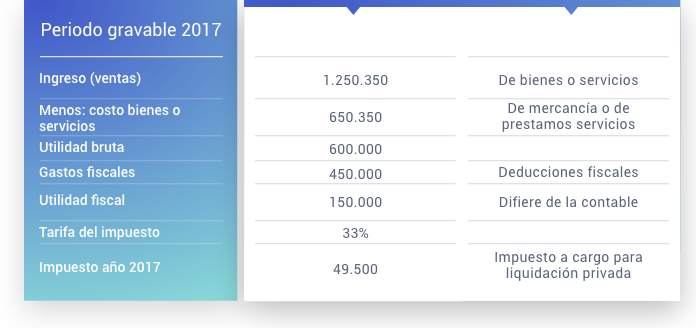 Periodo gravable 2017
Ingreso (ventas)
1.250.350
De bienes o servicios
Menos: costo bienes o
servicios
650.350
De mercancía o de
prestamos servicios
Utilidad bruta
600.000
Gastos fiscales
450.000
Deducciones fiscales
Utilidad fiscal
150.000
Difiere de la contable
Tarifa del impuesto
33%
Impuesto año 2017
49.500
Impuesto a cargo para
liquidación privada